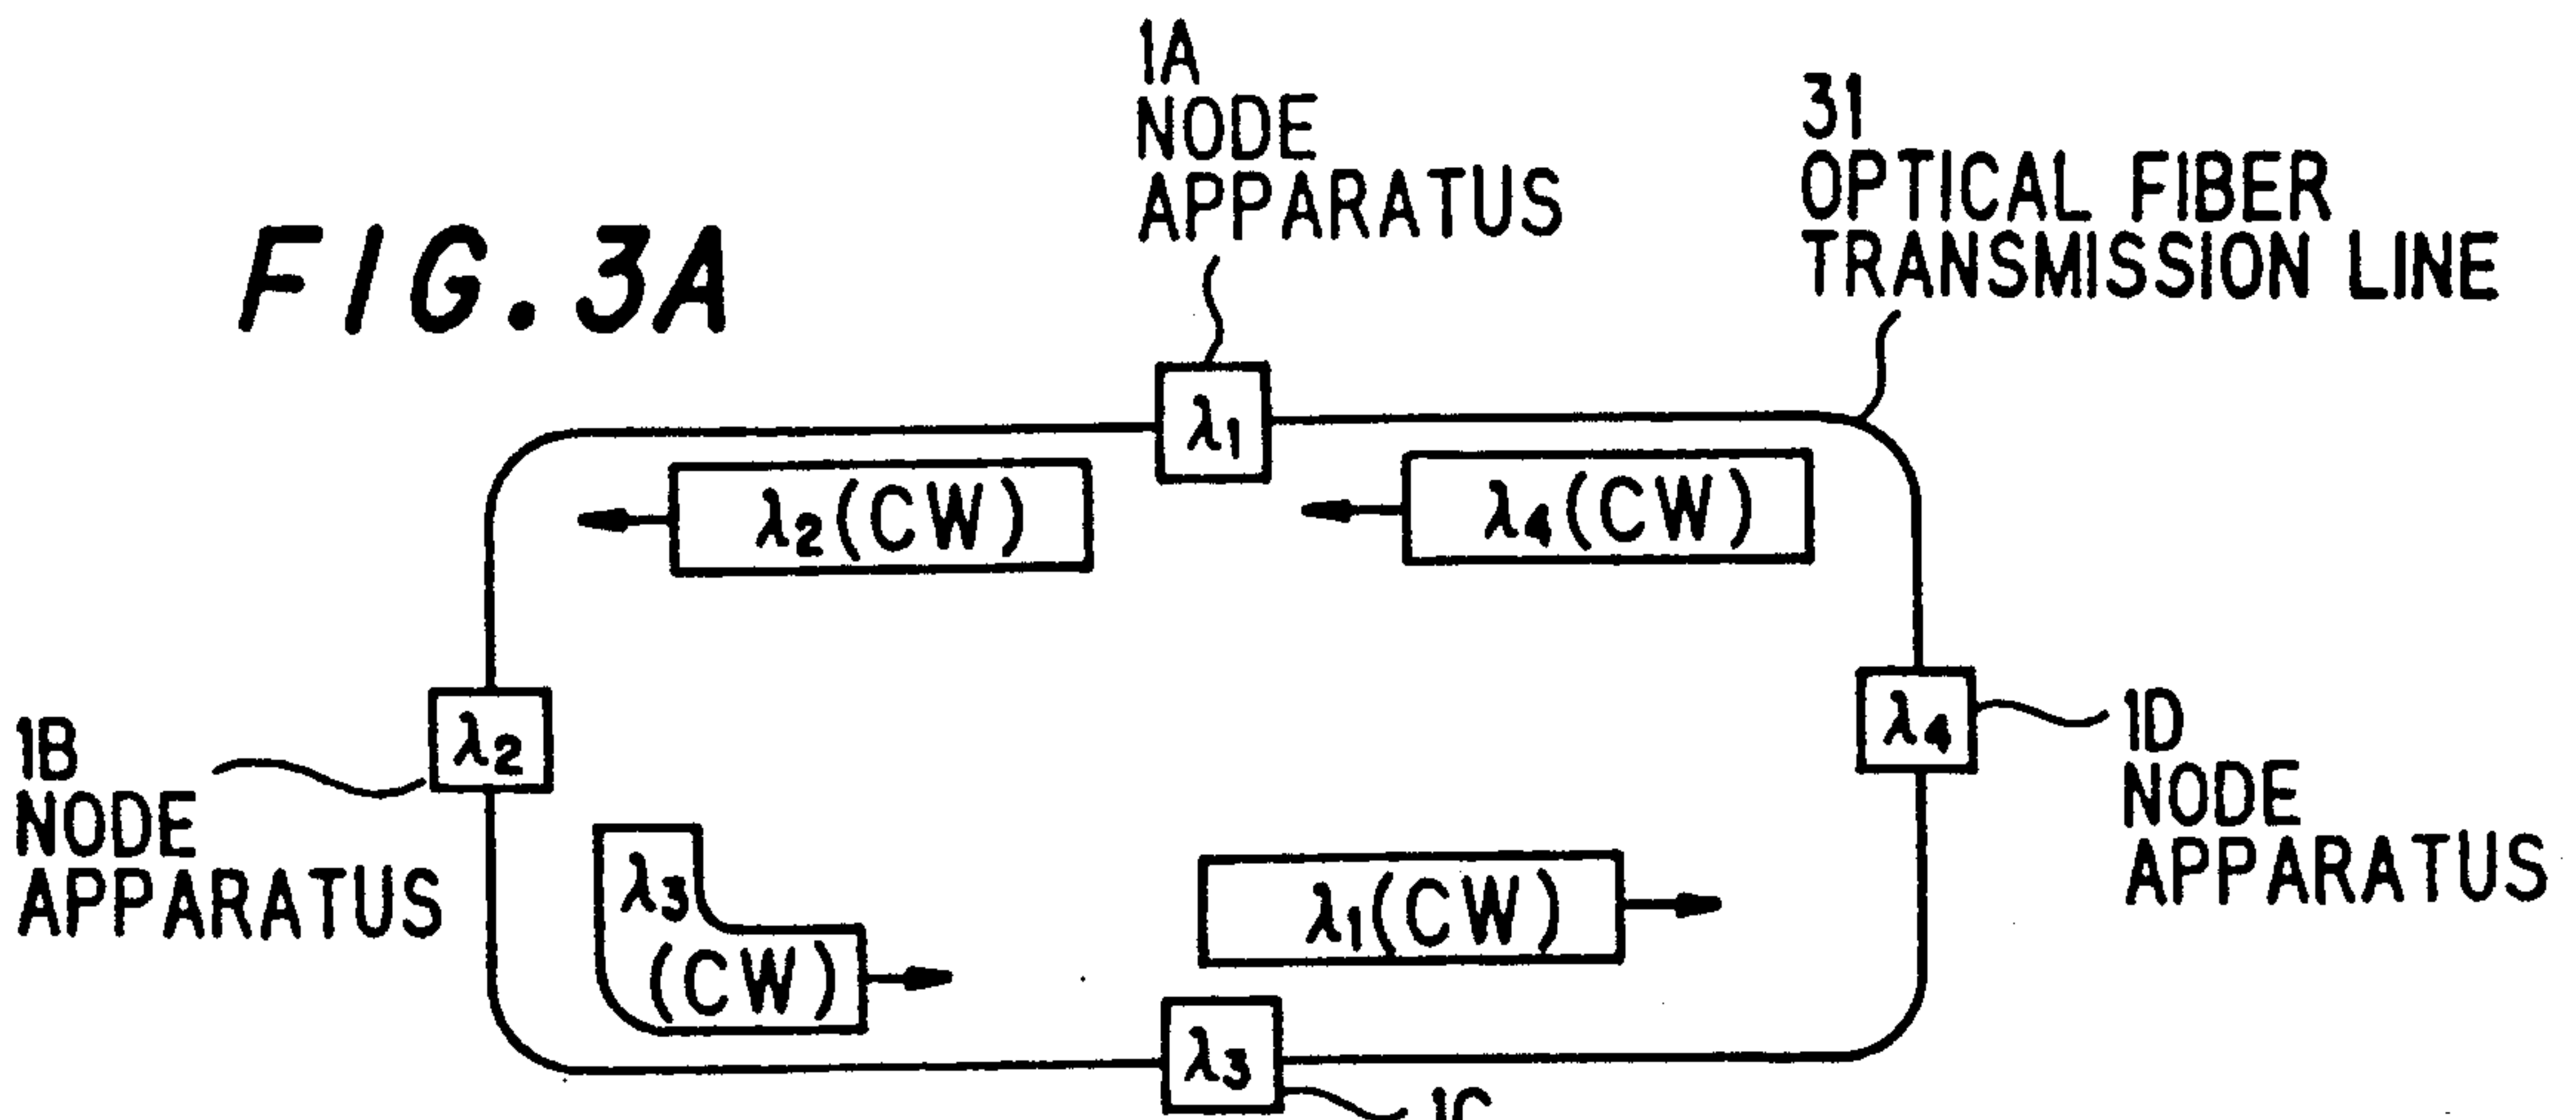 1A
NODE
APPARATUS
31
OPTICAL FIBER
TRANSMISSION LINE
FIG. 3A
λ1
λ2(CW)
λ4(CW)
λ2
λ4
1B
NODE
APPARATUS
1D
NODE
APPARATUS
λ3
(CW)
λ1(CW)
λ3
1C